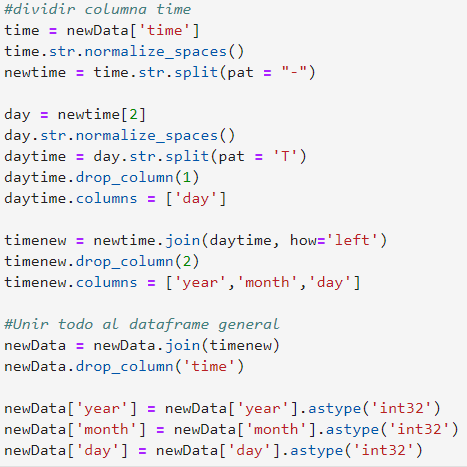 #dividir columna time
time = newData['time']
time.str.normalize_spaces()
newtime = time.str.split(pat = "-")
day = newtime[2]
day.str.normalize_spaces()
daytime = day.str.split(pat = 'T')
daytime.drop_column(1)
daytime.columns = ['day']
timenew = newtime.join(daytime, how='left')
timenew.drop_column(2)
timenew.columns = ['year','month','day']
#Unir todo al dataframe general
newData = newData.join(timenew)
newData.drop_column('time')
newData['year'] = newData['year'].astype('int32')
newData['month'] = newData['month'].astype('int32')
newData['day'] = newData['day'].astype('int32')